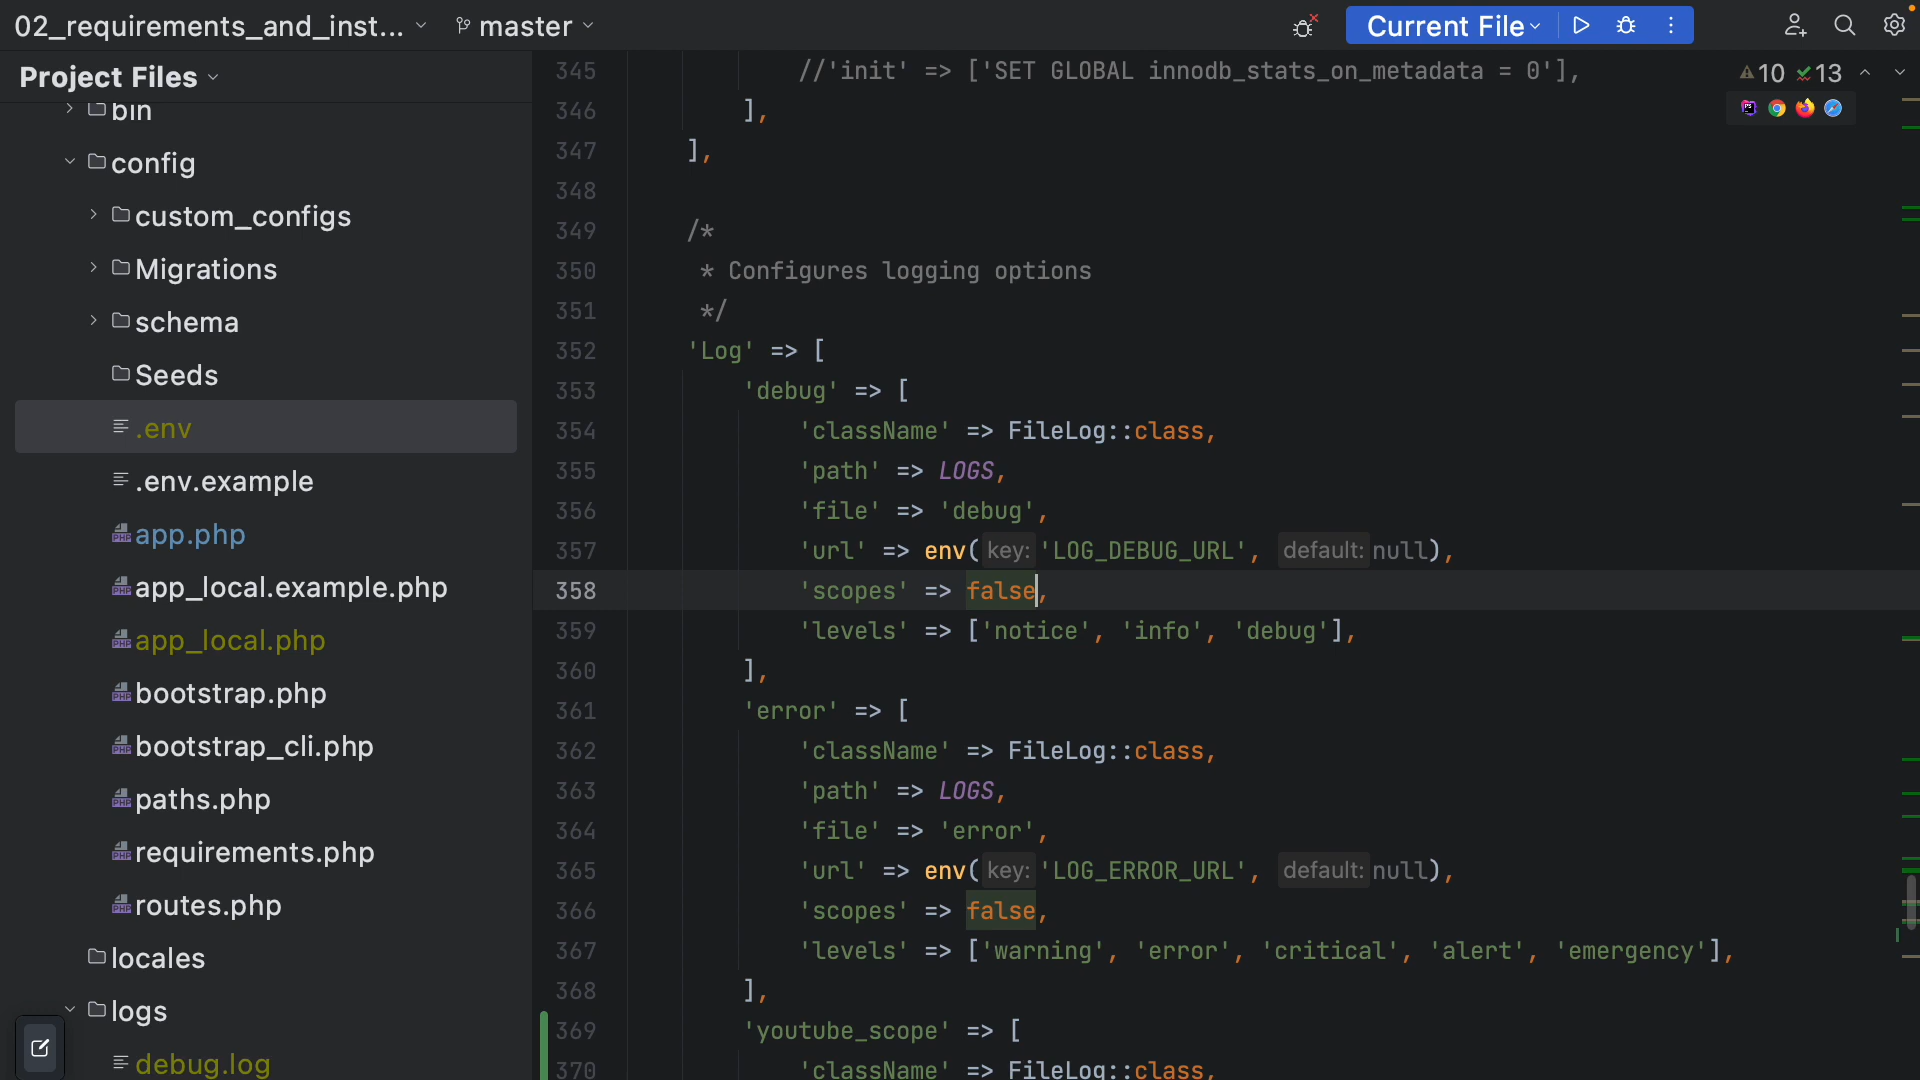 02_requirements_and_inst...
master
Current File
Project Files
bin
config
custom_configs
Migrations
schema
Seeds
.env
.env.example
app.php
app_local.example.php
app_local.php
bootstrap.php
bootstrap_cli.php
paths.php
requirements.php
routes.php
locales
logs
debug.log
10 13
345 //'init' => ['SET GLOBAL innodb_stats_on_metadata = 0'],
346 ],
347 ],
348
349 /*
350 * Configures logging options
351 */
352 'Log' => [
353 'debug' => [
354 'className' => FileLog::class,
355 'path' => LOGS,
356 'file' => 'debug',
357 'url' => env( key: 'LOG_DEBUG_URL', default: null),
358 'scopes' => false,
359 'levels' => ['notice', 'info', 'debug'],
360 ],
361 'error' => [
362 'className' => FileLog::class,
363 'path' => LOGS,
364 'file' => 'error',
365 'url' => env( key: 'LOG_ERROR_URL', default: null),
366 'scopes' => false,
367 'levels' => ['warning', 'error', 'critical', 'alert', 'emergency'],
368 ],
369 'youtube_scope' => [
370 'className' => FileLog::class,